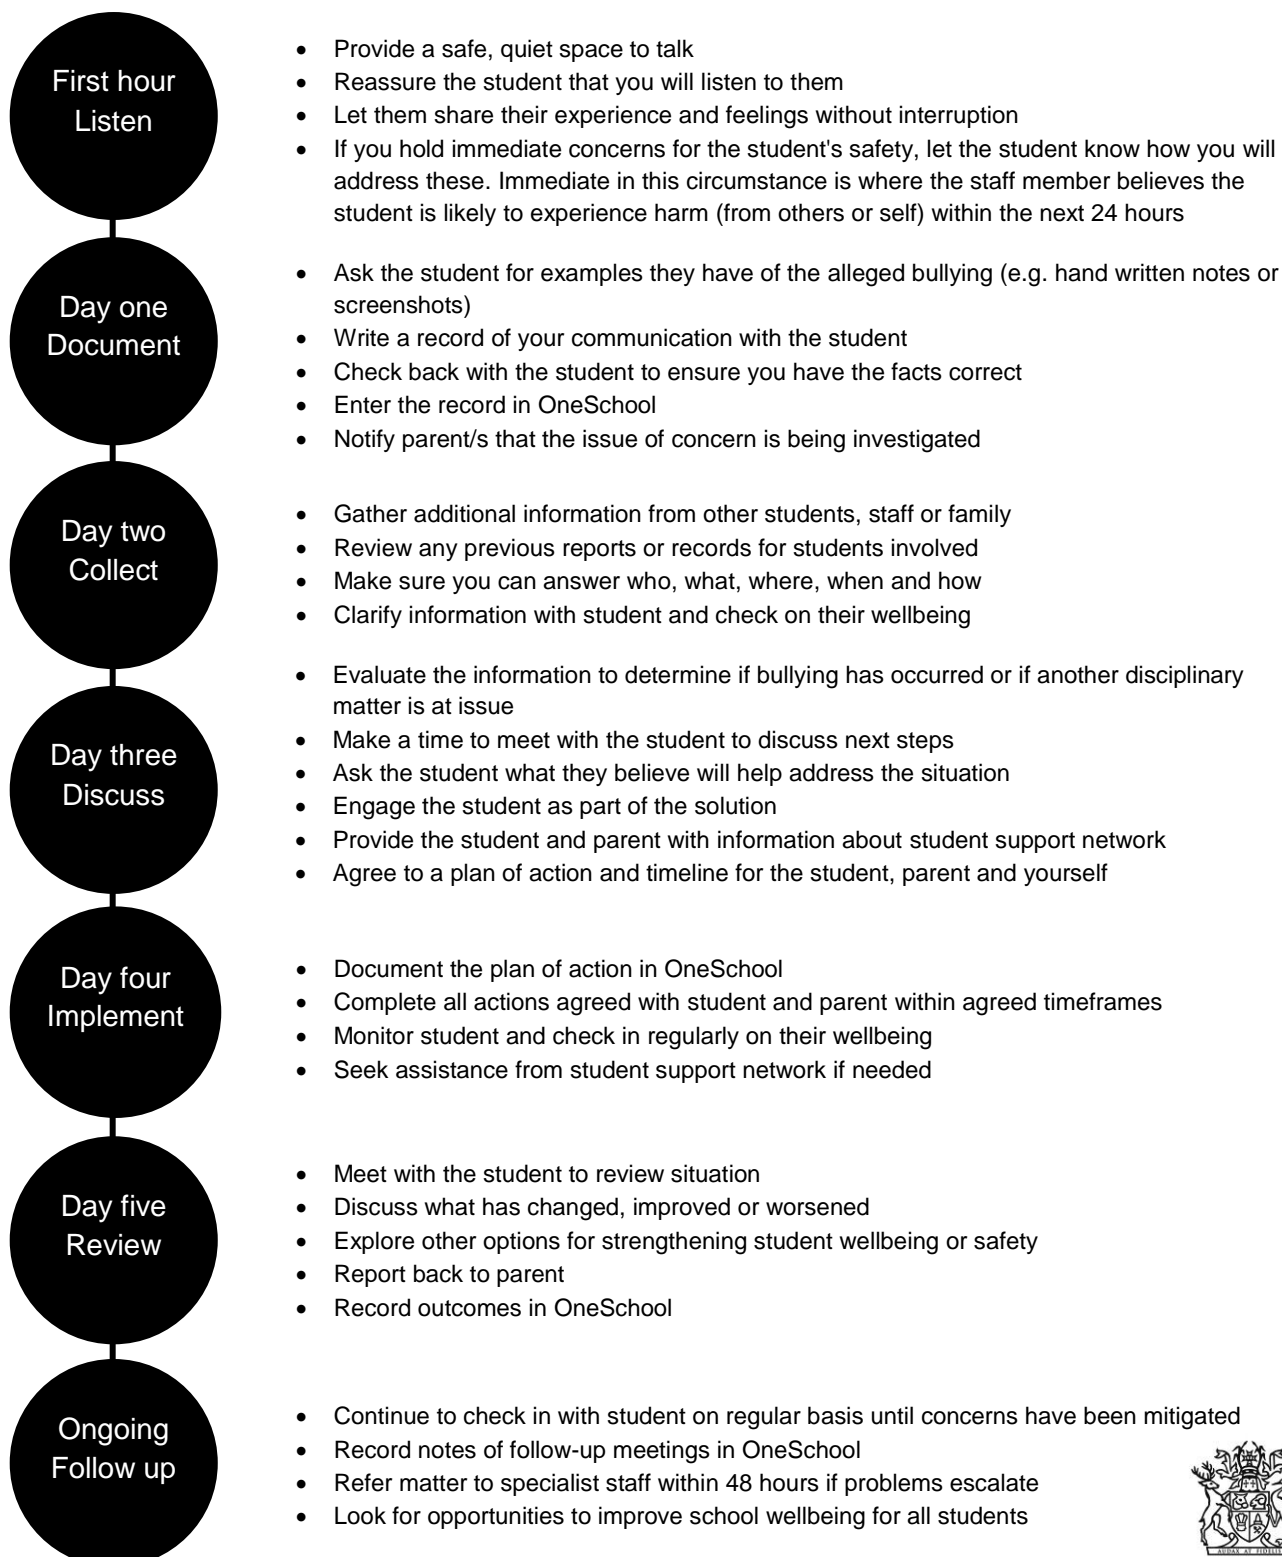 First hour
Listen
• Provide a safe, quiet space to talk
• Reassure the student that you will listen to them
• Let them share their experience and feelings without interruption
• If you hold immediate concerns for the student's safety, let the student know how you will
address these. Immediate in this circumstance is where the staff member believes the
student is likely to experience harm (from others or self) within the next 24 hours
Day one
Document
• Ask the student for examples they have of the alleged bullying (e.g. hand written notes or
screenshots)
• Write a record of your communication with the student
• Check back with the student to ensure you have the facts correct
• Enter the record in OneSchool
• Notify parent/s that the issue of concern is being investigated
Day two
Collect
• Gather additional information from other students, staff or family
• Review any previous reports or records for students involved
• Make sure you can answer who, what, where, when and how
• Clarify information with student and check on their wellbeing
Day three
Discuss
• Evaluate the information to determine if bullying has occurred or if another disciplinary
matter is at issue
• Make a time to meet with the student to discuss next steps
• Ask the student what they believe will help address the situation
• Engage the student as part of the solution
• Provide the student and parent with information about student support network
• Agree to a plan of action and timeline for the student, parent and yourself
Day four
Implement
• Document the plan of action in OneSchool
• Complete all actions agreed with student and parent within agreed timeframes
• Monitor student and check in regularly on their wellbeing
• Seek assistance from student support network if needed
Day five
Review
• Meet with the student to review situation
• Discuss what has changed, improved or worsened
• Explore other options for strengthening student wellbeing or safety
• Report back to parent
• Record outcomes in OneSchool
Ongoing
Follow up
• Continue to check in with student on regular basis until concerns have been mitigated
• Record notes of follow-up meetings in OneSchool
• Refer matter to specialist staff within 48 hours if problems escalate
• Look for opportunities to improve school wellbeing for all students